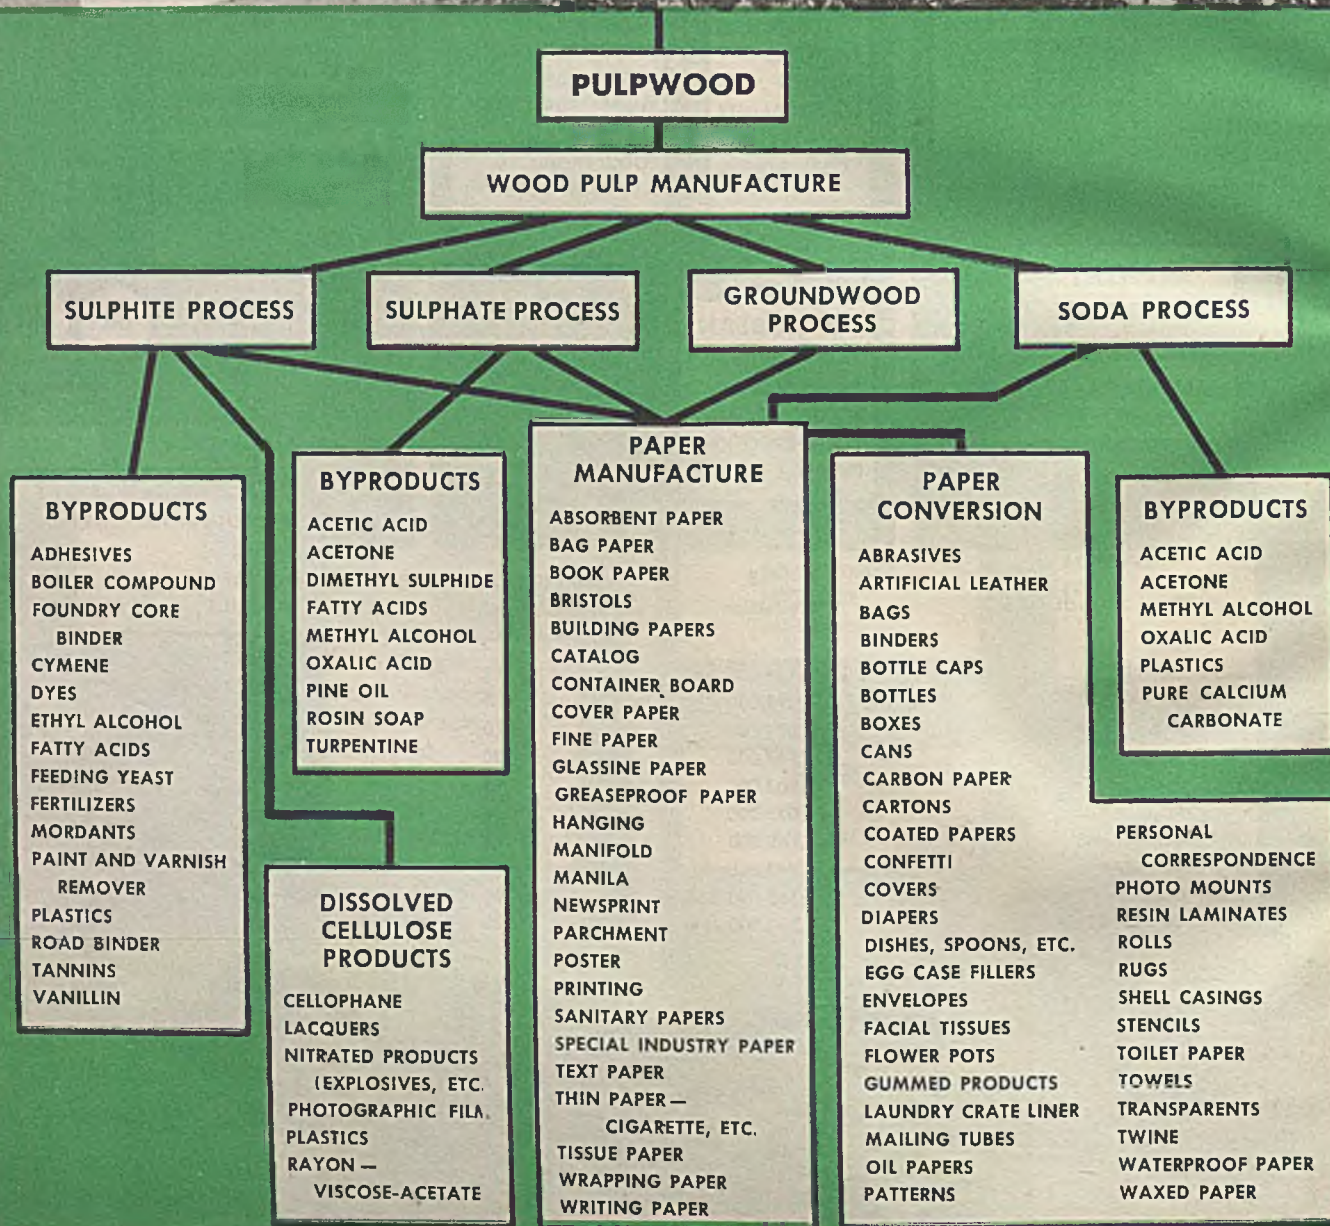 PULPWOOD
WOOD PULP MANUFACTURE
SULPHITE PROCESS
SULPHATE PROCESS
GROUNDWOOD
PROCESS
SODA PROCESS
BYPRODUCTS
ADHESIVES
BOILER COMPOUND
FOUNDRY CORE
BINDER
CYMENE
DYES
ETHYL ALCOHOL
FATTY ACIDS
FEEDING YEAST
FERTILIZERS
MORDANTS
PAINT AND VARNISH
REMOVER
PLASTICS
ROAD BINDER
TANNINS
VANILLIN
BYPRODUCTS
ACETIC ACID
ACETONE
DIMETHYL SULPHIDE
FATTY ACIDS
METHYL ALCOHOL
OXALIC ACID
PINE OIL
ROSIN SOAP
TURPENTINE
DISSOLVED
CELLULOSE
PRODUCTS
CELLOPHANE
LACQUERS
NITRATED PRODUCTS
(EXPLOSIVES, ETC.
PHOTOGRAPHIC FILM
PLASTICS
RAYON —
VISCOSE-ACETATE
PAPER
MANUFACTURE
ABSORBENT PAPER
BAG PAPER
BOOK PAPER
BRISTOLS
BUILDING PAPERS
CATALOG
CONTAINER BOARD
COVER PAPER
FINE PAPER
GLASSINE PAPER
GREASEPROOF PAPER
HANGING
MANIFOLD
MANILA
NEWSPRINT
PARCHMENT
POSTER
PRINTING
SANITARY PAPERS
SPECIAL INDUSTRY PAPER
TEXT PAPER
THIN PAPER —
CIGARETTE, ETC.
TISSUE PAPER
WRAPPING PAPER
WRITING PAPER
PAPER
CONVERSION
ABRASIVES
ARTIFICIAL LEATHER
BAGS
BINDERS
BOTTLE CAPS
BOTTLES
BOXES
CANS
CARBON PAPER
CARTONS
COATED PAPERS
CONFETTI
COVERS
DIAPERS
DISHES, SPOONS, ETC.
EGG CASE FILLERS
ENVELOPES
FACIAL TISSUES
FLOWER POTS
GUMMED PRODUCTS
LAUNDRY CRATE LINER
MAILING TUBES
OIL PAPERS
PATTERNS
PERSONAL
CORRESPONDENCE
PHOTO MOUNTS
RESIN LAMINATES
ROLLS
RUGS
SHELL CASINGS
STENCILS
TOILET PAPER
TOWELS
TRANSPARENTS
TWINE
WATERPROOF PAPER
WAXED PAPER
BYPRODUCTS
ACETIC ACID
ACETONE
METHYL ALCOHOL
OXALIC ACID
PLASTICS
PURE CALCIUM
CARBONATE